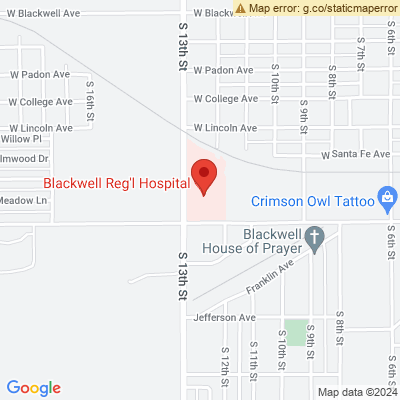 Map error: g.co/staticmaperror
W Blackwell Ave
W Blackwell Ave
S 13th St
S 6th St
S 7th St
W Padon Ave
W Padon Ave
S 8th St
S 10th St
S 16th St
W College Ave
W College Ave
S 9th St
W Lincoln Ave
W Lincoln Ave
Willow Pl
lmwood Dr
W Santa Fe Ave
Blackwell Reg'l Hospital
Meadow Ln
Crimson Owl Tattoo
S 6th St
Blackwell
House of Prayer
S 13th St
Franklin Ave
Jefferson Ave
S 8th St
S 9th St
S 10th St
S 11th St
S 12th St
S 6th St
Google
Map data ©2024